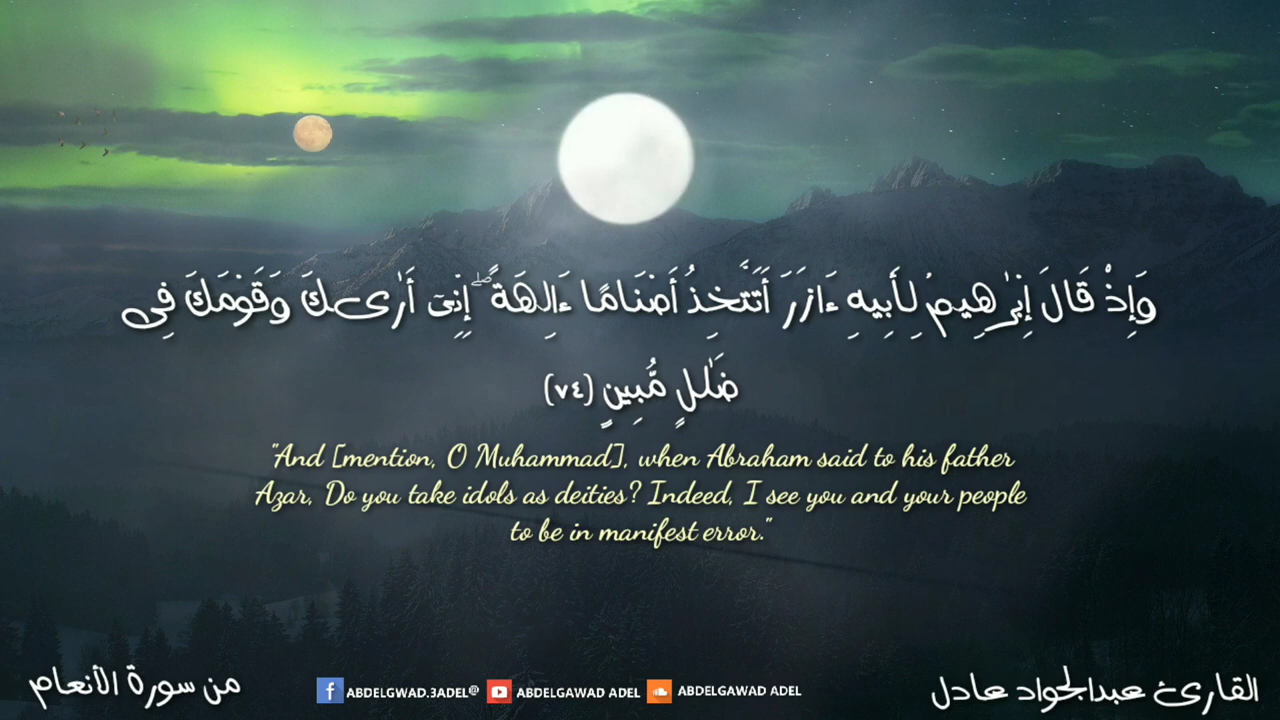 وَإِذْ قَالَ إِبْرَٰهِيمُ لِأَبِيهِ ءَازَرَ أَتَتَّخِذُ أَصْنَامًا ءَالِهَةً ۖ إِنِّىٓ أَرَىٰكَ وَقَوْمَكَ فِى
ضَلَٰلٍ مُّبِينٍ (٧٤)
"And [mention, O Muhammad], when Abraham said to his father
Azar, Do you take idols as deities? Indeed, I see you and your people
to be in manifest error."
من سورة الأنعام
ABDELGWAD.3ADEL@
ABDELGAWAD ADEL
ABDELGAWAD ADEL
القارئ عبدالجواد عادل